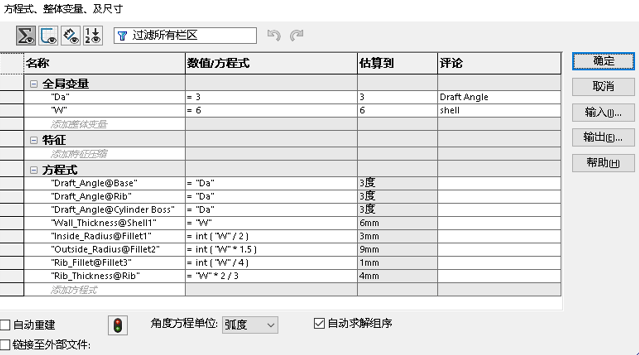 方程式、整体变量、及尺寸
过滤所有栏区
名称 数值/方程式 估算到 评论
全局变量
"Da" = 3 3 Draft Angle
"W" = 6 6 shell
添加整体变量
特征
添加特征压缩
方程式
"Draft_Angle@Base" = "Da" 3度
"Draft_Angle@Rib" = "Da" 3度
"Draft_Angle@Cylinder Boss" = "Da" 3度
"Wall_Thickness@Shell1" = "W" 6mm
"Inside_Radius@Fillet1" = int ( "W" / 2 ) 3mm
"Outside_Radius@Fillet2" = int ( "W" * 1.5 ) 9mm
"Rib_Fillet@Fillet3" = int ( "W" / 4 ) 1mm
"Rib_Thickness@Rib" = "W" * 2 / 3 4mm
添加方程式
确定
取消
输入(I)...
输出(E)...
帮助(H)
自动重建 角度方程单位: 弧度 自动求解组序
链接至外部文件: